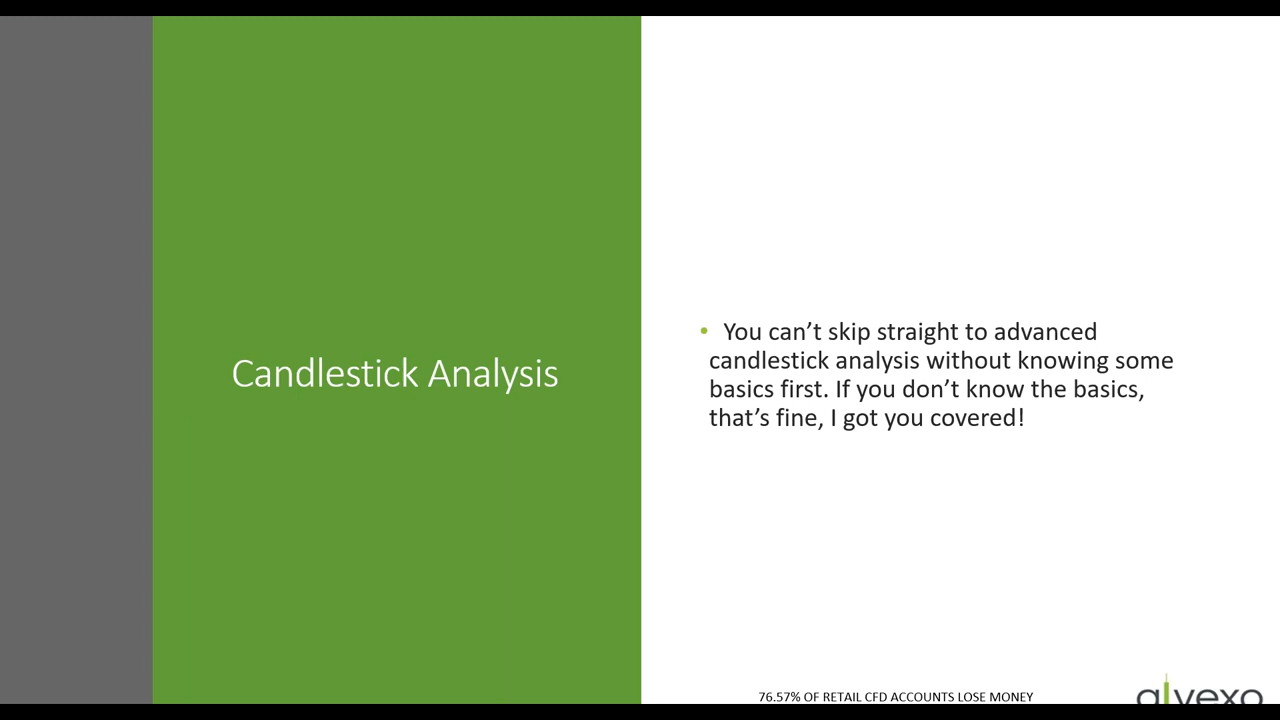 Candlestick Analysis
• You can’t skip straight to advanced
candlestick analysis without knowing some
basics first. If you don’t know the basics,
that’s fine, I got you covered!
76.57% OF RETAIL CFD ACCOUNTS LOSE MONEY
alvexo